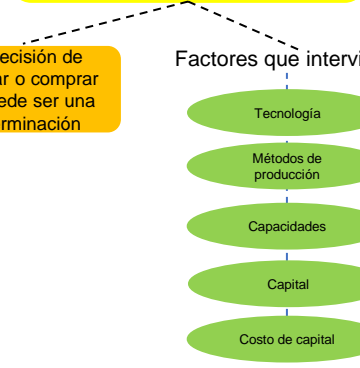 ecisión de
ar o comprar
ede ser una
rminación
Factores que intervi
Tecnología
Métodos de
producción
Capacidades
Capital
Costo de capital